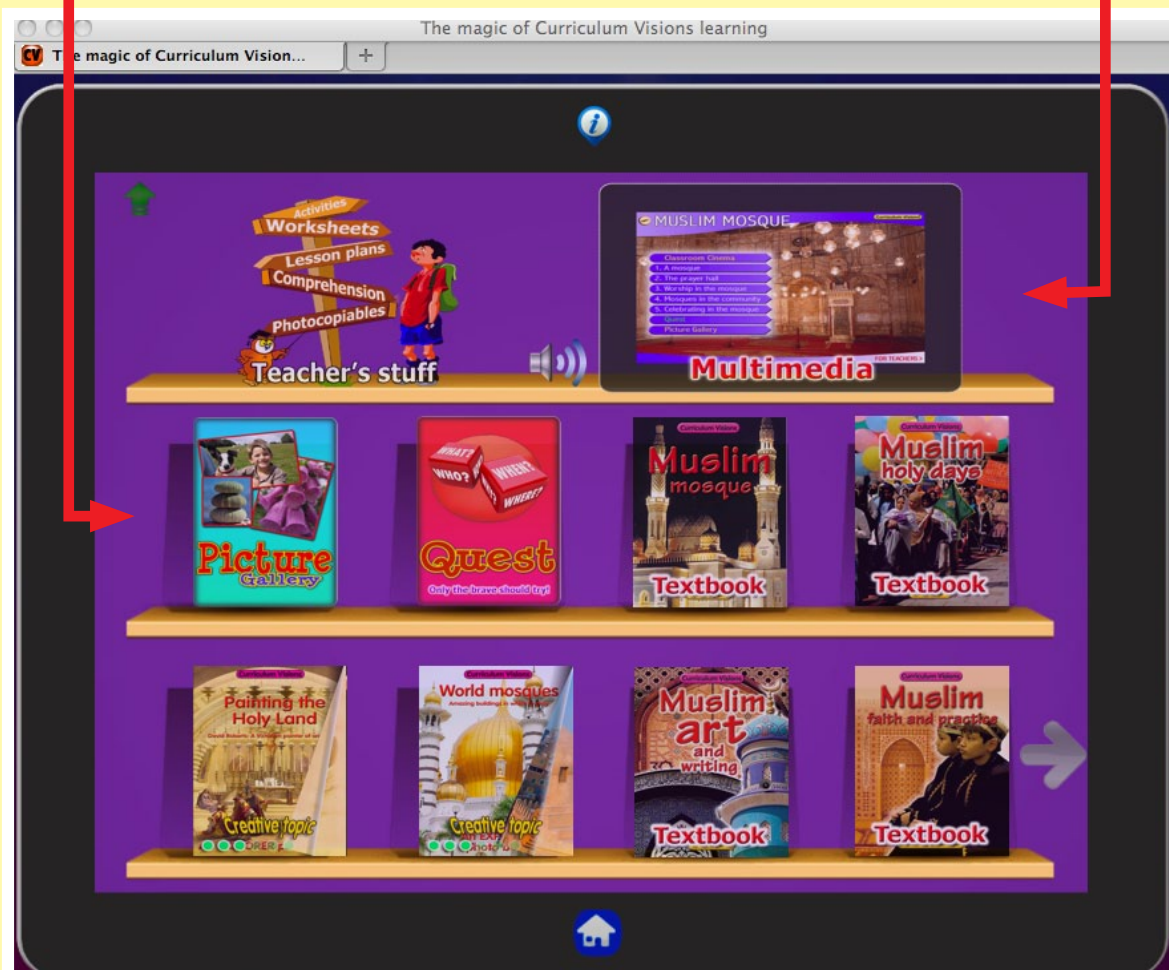 The magic of Curriculum Visions learning
The magic of Curriculum Vision...
Activities
Worksheets
Lesson plans
Comprehension
Photocopiables
Teacher's stuff
MUSLIM MOSQUE
Curriculum Visions
Classroom Cinema
1. A mosque
2. The prayer hall
3. Worship in the mosque
4. Mosques in the community
5. Celebrating in the mosque
Quest
Picture Gallery
FOR TEACHERS >
Multimedia
Picture
Gallery
WHAT?
WHO?
WHEN?
WHERE?
Quest
Only the brave should try!
Curriculum Visions
Muslim
mosque
Textbook
Curriculum Visions
Muslim
holy days
Textbook
Curriculum Visions
Painting the
Holy Land
Creative topic
Curriculum Visions
World mosques
Creative topic
Curriculum Visions
Muslim
art
and
writing
Textbook
Curriculum Visions
Muslim
faith and practice
Textbook